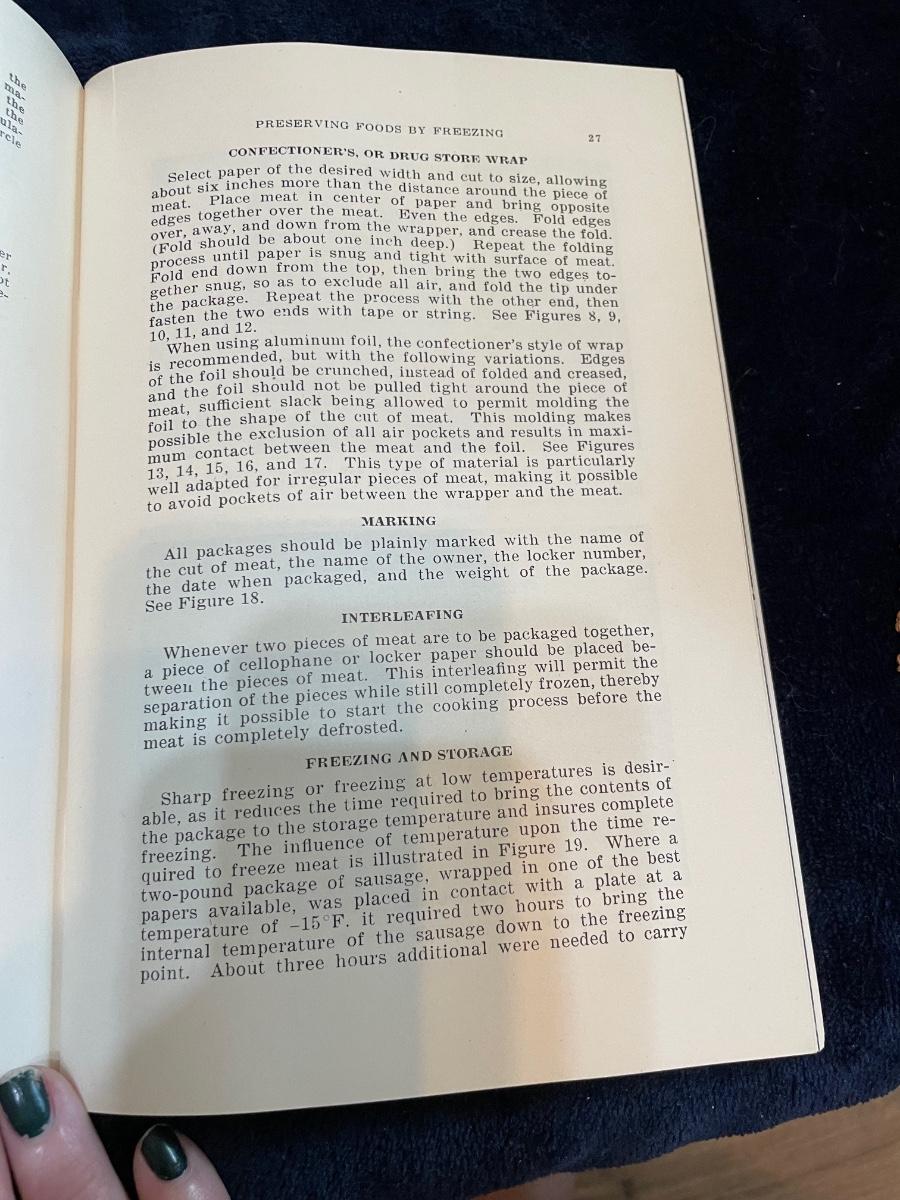 the
ma-
the
the
ula-
rcle
er
r,
ot
e-
PRESERVING FOODS BY FREEZING 27
CONFECTIONER'S, OR DRUG STORE WRAP
Select paper of the desired width and cut to size, allowing
about six inches more than the distance around the piece of
meat. Place meat in center of paper and bring opposite
edges together over the meat. Even the edges. Fold edges
over, away, and down from the wrapper, and crease the fold.
(Fold should be about one inch deep.) Repeat the folding
process until paper is snug and tight with surface of meat.
Fold end down from the top, then bring the two edges to-
gether snug, so as to exclude all air, and fold the tip under
the package. Repeat the process with the other end, then
fasten the two ends with tape or string. See Figures 8, 9,
10, 11, and 12.
When using aluminum foil, the confectioner's style of wrap
is recommended, but with the following variations. Edges
of the foil should be crunched, instead of folded and creased,
and the foil should not be pulled tight around the piece of
meat, sufficient slack being allowed to permit molding the
foil to the shape of the cut of meat. This molding makes
possible the exclusion of all air pockets and results in maxi-
mum contact between the meat and the foil. See Figures
13, 14, 15, 16, and 17. This type of material is particularly
well adapted for irregular pieces of meat, making it possible
to avoid pockets of air between the wrapper and the meat.
MARKING
All packages should be plainly marked with the name of
the cut of meat, the name of the owner, the locker number,
the date when packaged, and the weight of the package.
See Figure 18.
INTERLEAFING
Whenever two pieces of meat are to be packaged together,
a piece of cellophane or locker paper should be placed be-
tween the pieces of meat. This interleafing will permit the
separation of the pieces while still completely frozen, thereby
making it possible to start the cooking process before the
meat is completely defrosted.
FREEZING AND STORAGE
Sharp freezing or freezing at low temperatures is desir-
able, as it reduces the time required to bring the contents of
the package to the storage temperature and insures complete
freezing. The influence of temperature upon the time re-
quired to freeze meat is illustrated in Figure 19. Where a
two-pound package of sausage, wrapped in one of the best
papers available, was placed in contact with a plate at a
temperature of -15°F. it required two hours to bring the
internal temperature of the sausage down to the freezing
point. About three hours additional were needed to carry